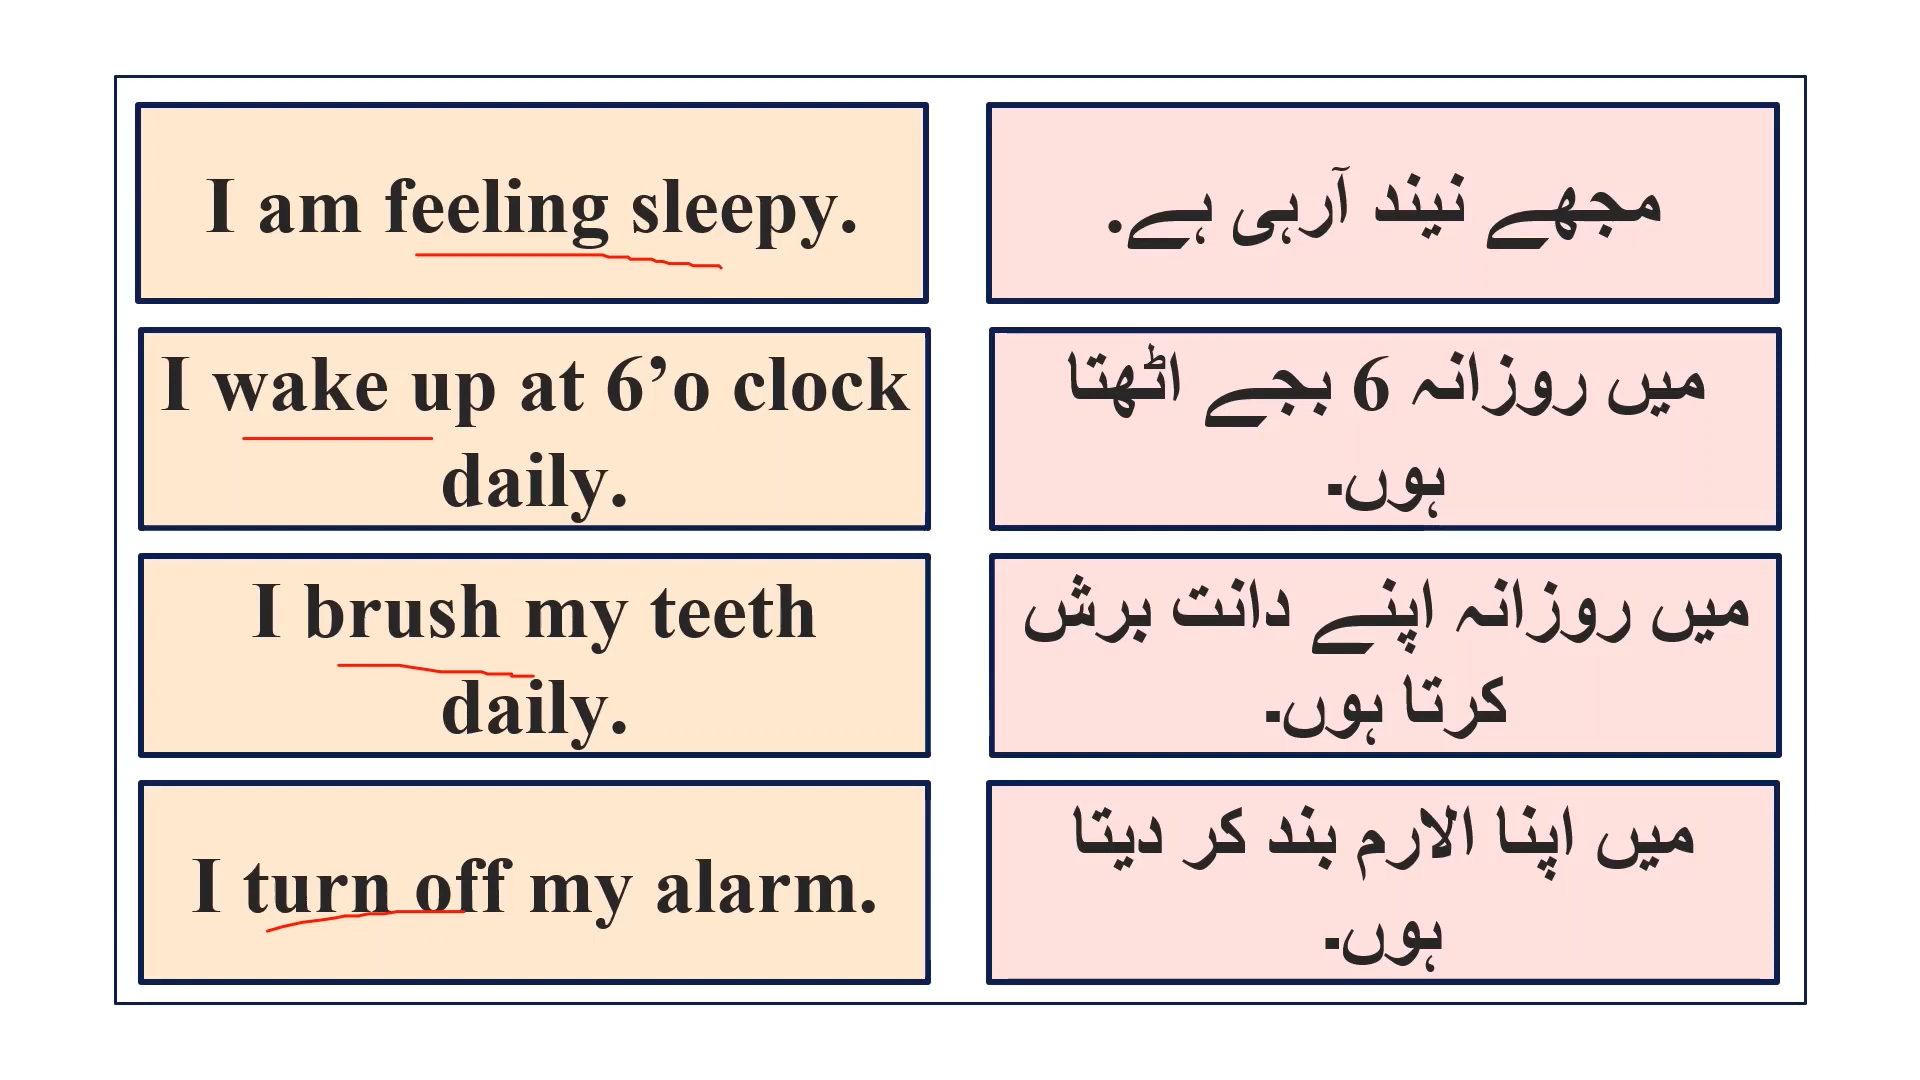 I am feeling sleepy.
مجھے نیند آرہی ہے.
I wake up at 6’o clock
daily.
میں روزانہ 6 بجے اٹھتا
ہوں۔
I brush my teeth
daily.
میں روزانہ اپنے دانت برش
کرتا ہوں۔
I turn off my alarm.
میں اپنا الارم بند کر دیتا
ہوں۔